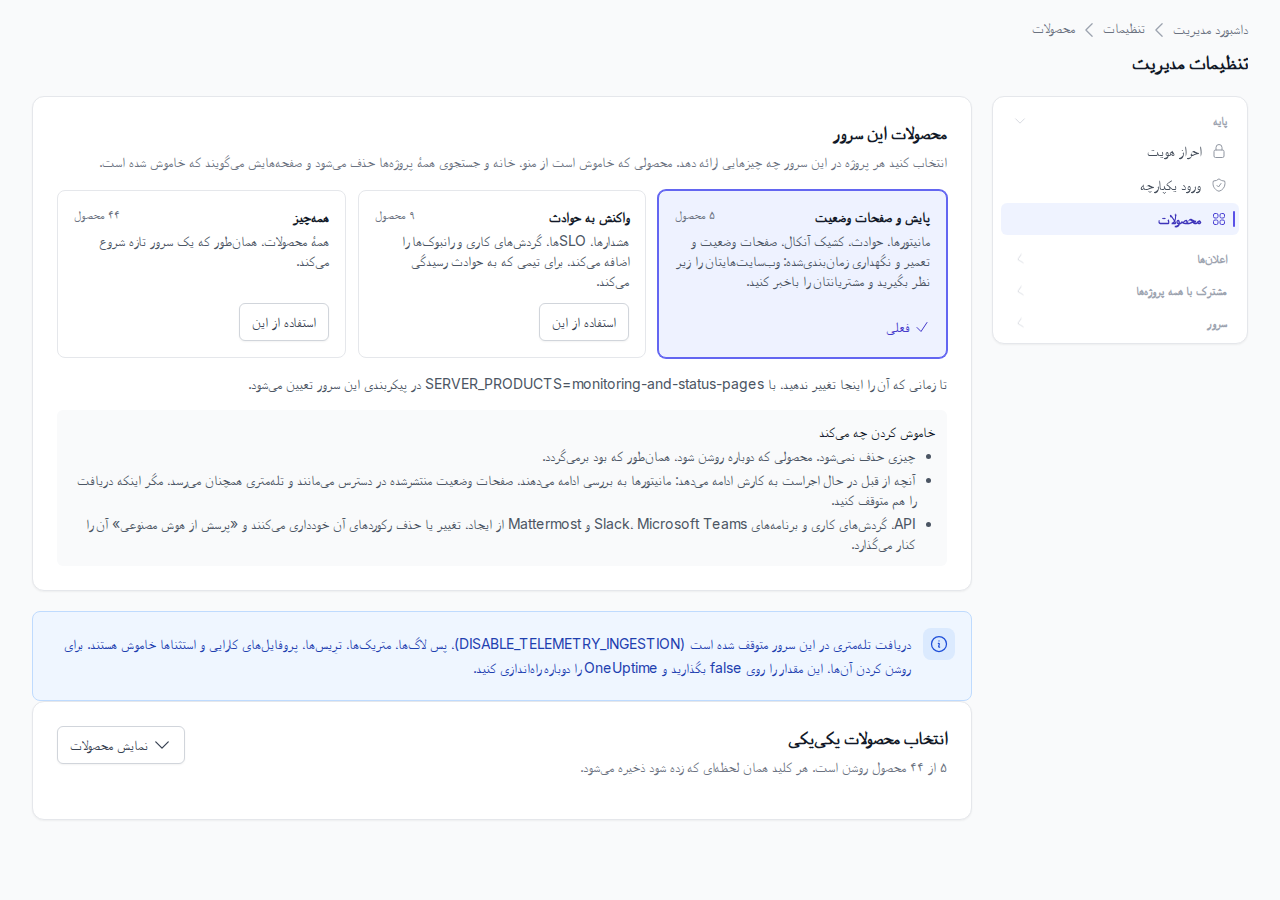 داشبورد مدیریت
تنظیمات
محصولات
تنظیمات مدیریت
پایه
احراز هویت
ورود یکپارچه
محصولات
اعلان‌ها
مشترک با همه پروژه‌ها
سرور
محصولات این سرور
انتخاب کنید هر پروژه در این سرور چه چیزهایی ارائه دهد. محصولی که خاموش است از منو، خانه و جستجوی همهٔ پروژه‌ها حذف می‌شود و صفحه‌هایش می‌گویند که خاموش شده است.
پایش و صفحات وضعیت
۵ محصول
مانیتورها، حوادث، کشیک آنکال، صفحات وضعیت و
تعمیر و نگهداری زمان‌بندی‌شده: وب‌سایت‌هایتان را زیر
نظر بگیرید و مشتریانتان را باخبر کنید.
فعلی
واکنش به حوادث
۹ محصول
هشدارها، SLOها، گردش‌های کاری و رانبوک‌ها را
اضافه می‌کند، برای تیمی که به حوادث رسیدگی
می‌کند.
استفاده از این
همه‌چیز
۴۴ محصول
همهٔ محصولات، همان‌طور که یک سرور تازه شروع
می‌کند.
استفاده از این
تا زمانی که آن را اینجا تغییر ندهید، با SERVER_PRODUCTS=monitoring-and-status-pages در پیکربندی این سرور تعیین می‌شود.
خاموش کردن چه می‌کند
چیزی حذف نمی‌شود. محصولی که دوباره روشن شود، همان‌طور که بود برمی‌گردد.
آنچه از قبل در حال اجراست به کارش ادامه می‌دهد: مانیتورها به بررسی ادامه می‌دهند، صفحات وضعیت منتشرشده در دسترس می‌مانند و تله‌متری همچنان می‌رسد، مگر اینکه دریافت
را هم متوقف کنید.
API، گردش‌های کاری و برنامه‌های Slack، Microsoft Teams و Mattermost از ایجاد، تغییر یا حذف رکوردهای آن خودداری می‌کنند و «پرسش از هوش مصنوعی» آن را
کنار می‌گذارد.
دریافت تله‌متری در این سرور متوقف شده است (DISABLE_TELEMETRY_INGESTION)، پس لاگ‌ها، متریک‌ها، تریس‌ها، پروفایل‌های کارایی و استثناها خاموش هستند. برای
روشن کردن آن‌ها، این مقدار را روی false بگذارید و OneUptime را دوباره راه‌اندازی کنید.
انتخاب محصولات یکی‌یکی
نمایش محصولات
۵ از ۴۴ محصول روشن است. هر کلید همان لحظه‌ای که زده شود ذخیره می‌شود.